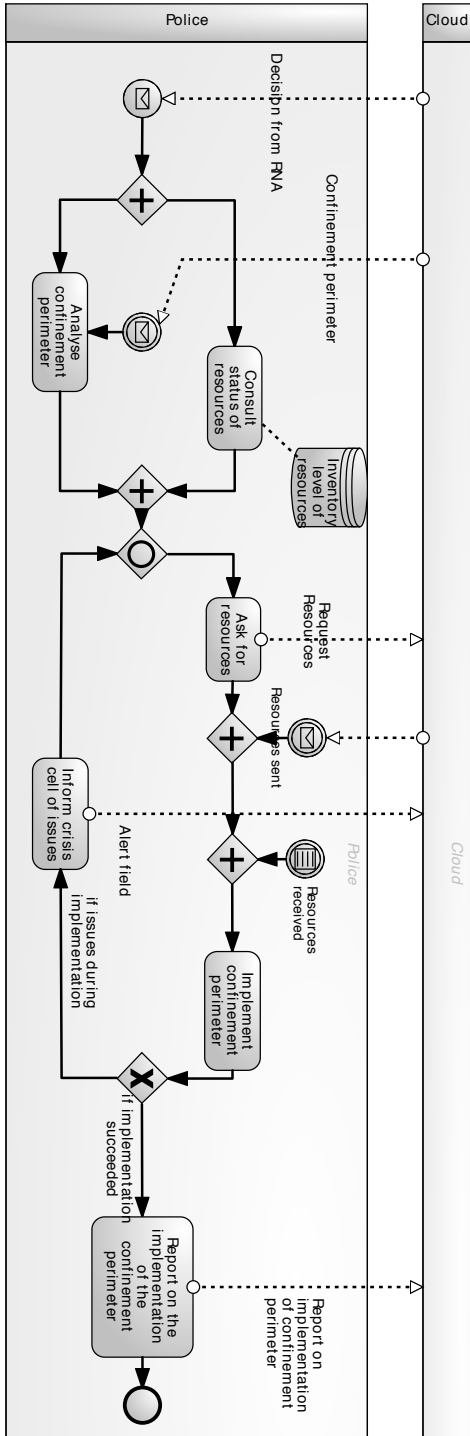 Police
Cloud
Decision from RNA
Confinement perimeter
Analyse
confinement
perimeter
Consult
status of
resources
Inventory
level of
resources
Ask for
resources
Request
Resources
Resources sent
Inform crisis
cell of issues
Alert field
Police
Cloud
Resources
received
if issues during
implementation
Implement
confinement
perimeter
if implementation
succeeded
Report on the
implementation
of the
confinement
perimeter
Report on
implementation
of confinement
perimeter